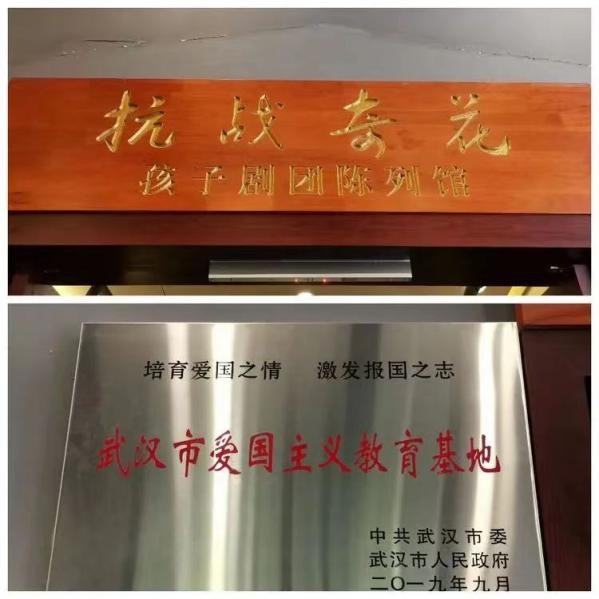 抗战奇花
孩子剧团陈列馆
培育爱国之情 激发报国之志
武汉市爱国主义教育基地
中共武汉市委
武汉市人民政府
二〇一九年九月